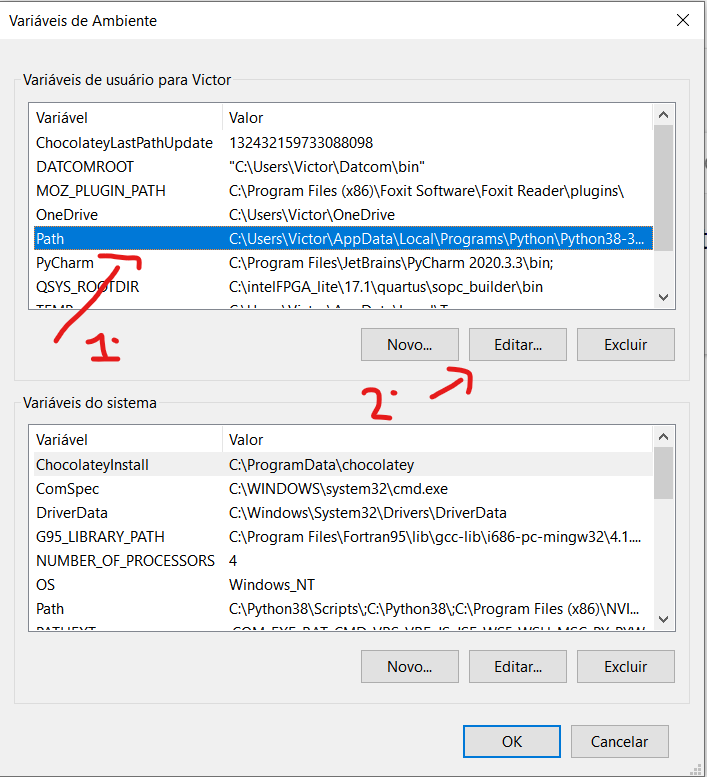 Variáveis de Ambiente
Variáveis de usuário para Victor
Variável Valor
ChocolateyLastPathUpdate 132432159733088098
DATCOMROOT "C:\Users\Victor\Datcom\bin"
MOZ_PLUGIN_PATH C:\Program Files (x86)\Foxit Software\Foxit Reader\plugins\
OneDrive C:\Users\Victor\OneDrive
Path C:\Users\Victor\AppData\Local\Programs\Python\Python38-3...
PyCharm C:\Program Files\JetBrains\PyCharm 2020.3.3\bin;
QSYS_ROOTDIR C:\intelFPGA_lite\17.1\quartus\sopc_builder\bin
1.
Novo... Editar... Excluir
2.
Variáveis do sistema
Variável Valor
ChocolateyInstall C:\ProgramData\chocolatey
ComSpec C:\WINDOWS\system32\cmd.exe
DriverData C:\Windows\System32\Drivers\DriverData
G95_LIBRARY_PATH C:\Program Files\Fortran95\lib\gcc-lib\i686-pc-mingw32\4.1....
NUMBER_OF_PROCESSORS 4
OS Windows_NT
Path C:\Python38\Scripts\;C:\Python38\;C:\Program Files (x86)\NVI...
Novo... Editar... Excluir
OK Cancelar